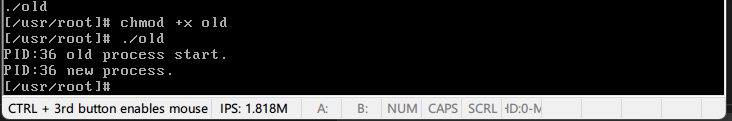 ./old
[/usr/root]# chmod +x old
[/usr/root]# ./old
PID:36 old process start.
PID:36 new process.
[/usr/root]#
CTRL + 3rd button enables mouse IPS: 1.818M A: B: NUM CAPS SCRL HD:0-M